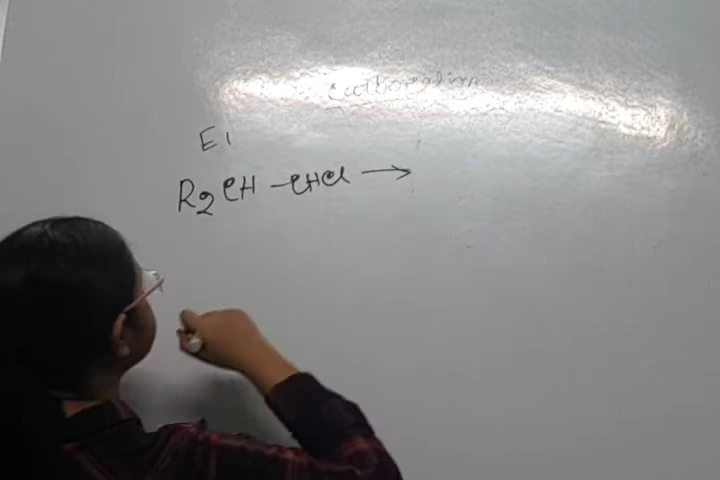 E1
R2CH-CHCl →